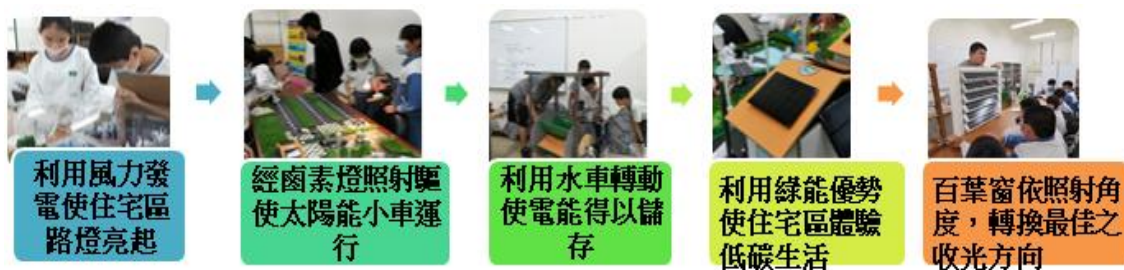 利用風力發
電使住宅區
路燈亮起
經鹵素燈照射驅
使太陽能小車運
行
利用水車轉動
使電能得以儲
存
利用綠能優勢
使住宅區體驗
低碳生活
百葉窗依照射角
度，轉換最佳之
收光方向